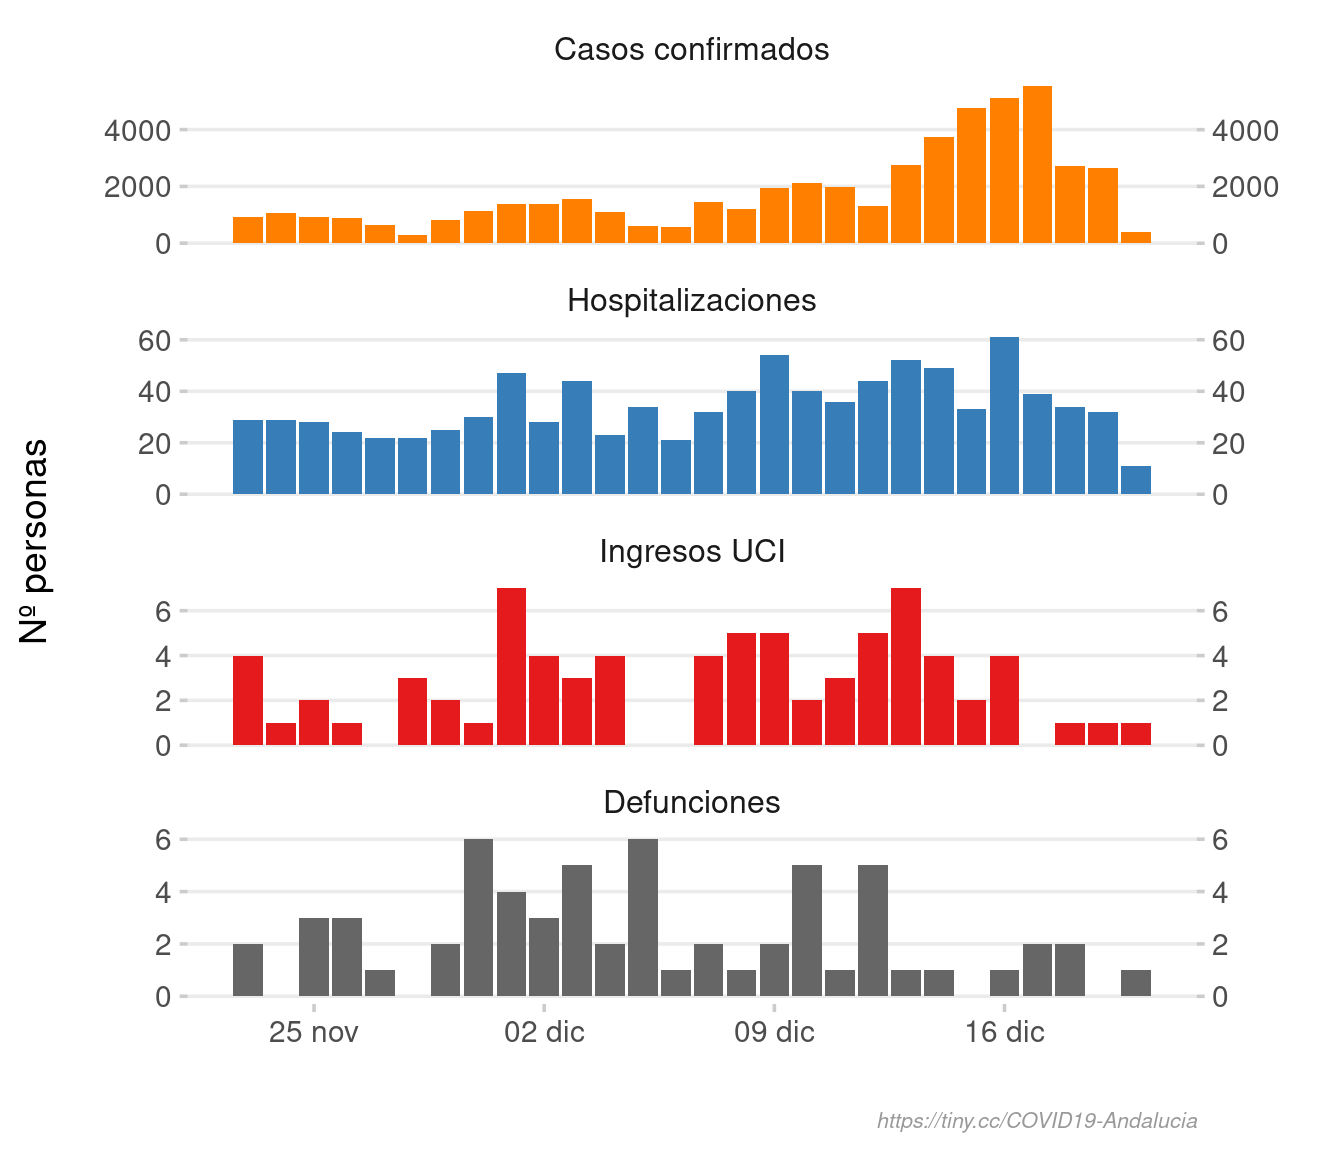 Casos confirmados
4000 4000
2000 2000
0 0
Hospitalizaciones
60 60
40 40
20 20
0 0
Nº personas
Ingresos UCI
6 6
4 4
2 2
0 0
Defunciones
6 6
4 4
2 2
0 0
25 nov 02 dic 09 dic 16 dic
https://tiny.cc/COVID19-Andalucia